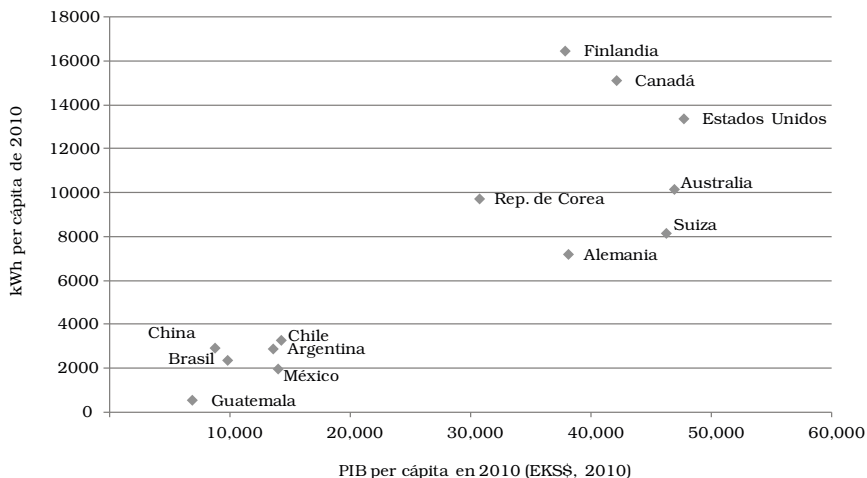 18000
16000
14000
12000
10000
8000
6000
4000
2000
0
kWh per cápita de 2010
Finlandia
Canadá
Estados Unidos
Australia
Rep. de Corea
Suiza
Alemania
China
Chile
Argentina
Brasil
México
Guatemala
10,000
20,000
30,000
40,000
50,000
60,000
PIB per cápita en 2010 (EKS$, 2010)